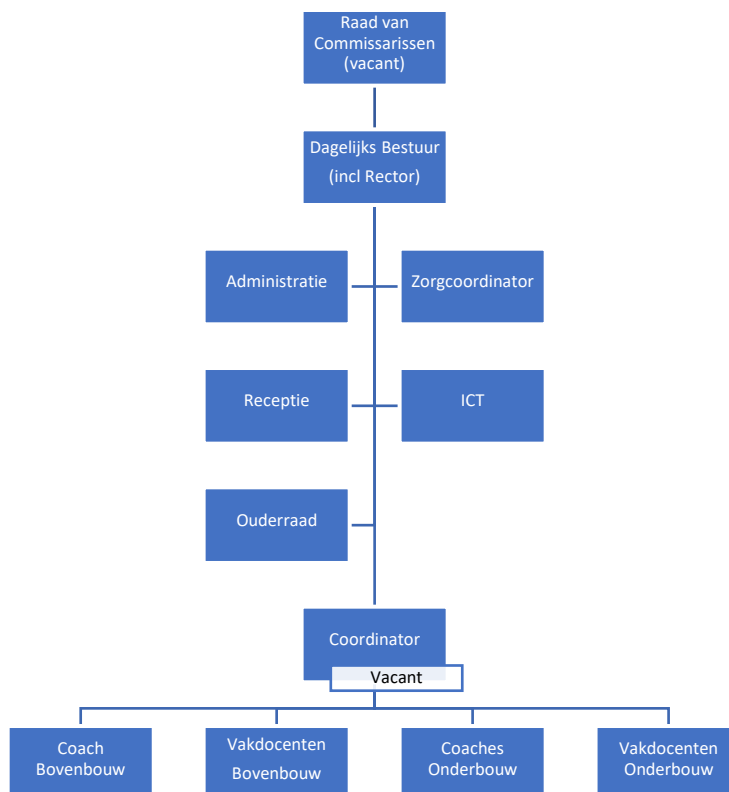 Raad van
Commissarissen
(vacant)
Dagelijks Bestuur
(incl Rector)
Administratie
Zorgcoordinator
Receptie
ICT
Ouderraad
Coordinator
Vacant
Coach
Bovenbouw
Vakdocenten
Bovenbouw
Coaches
Onderbouw
Vakdocenten
Onderbouw